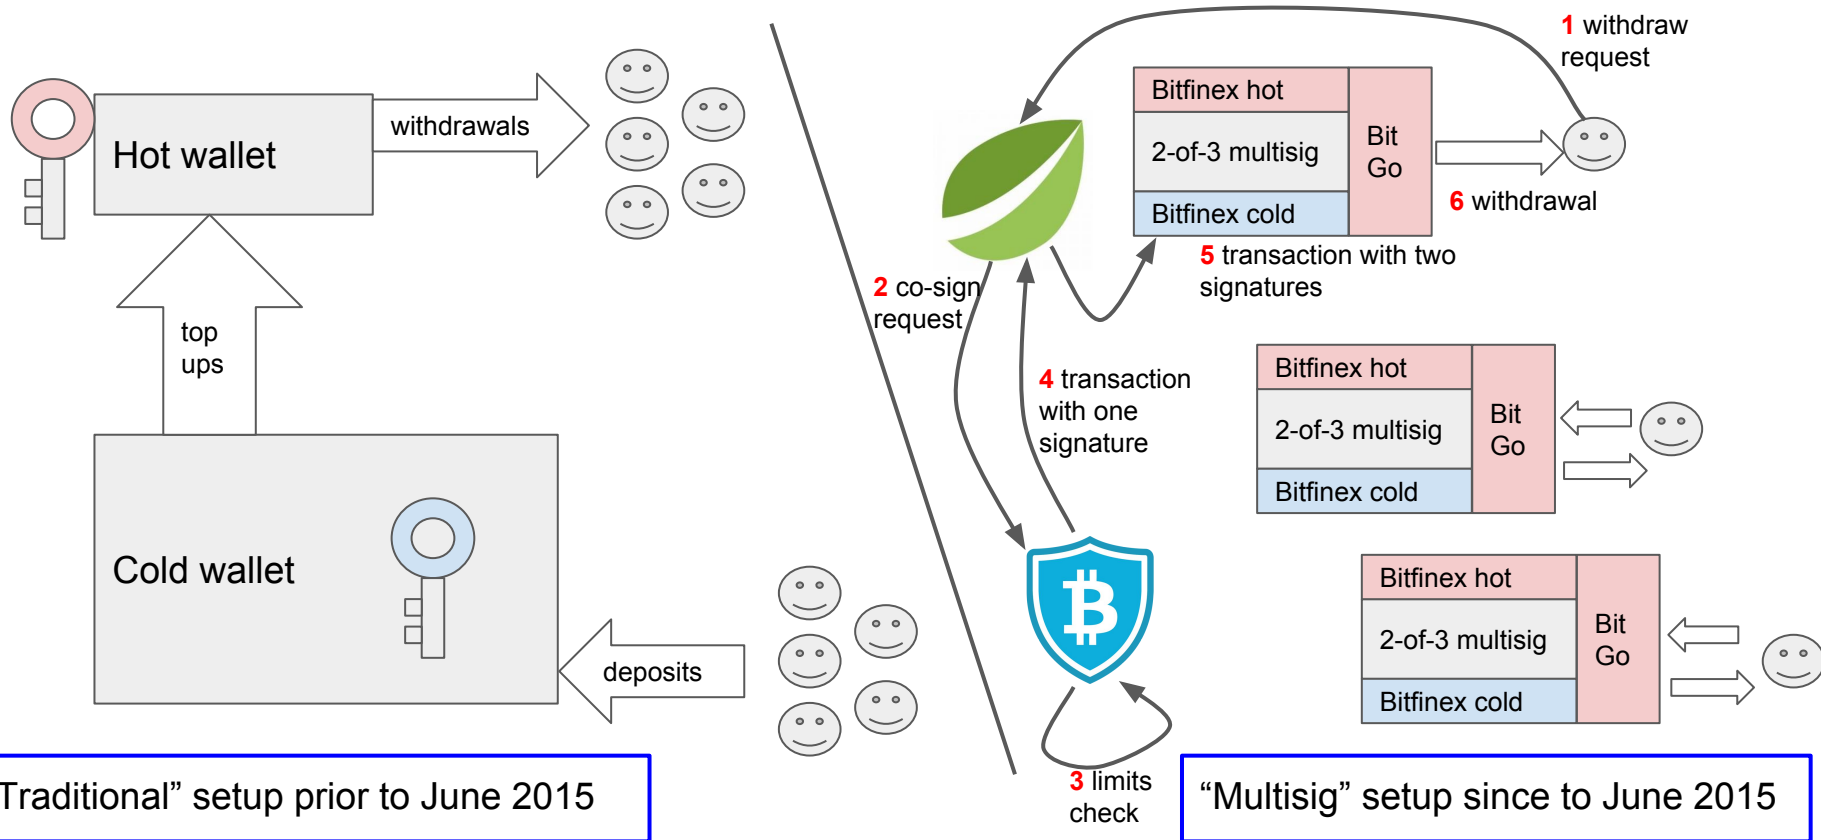 Hot wallet
withdrawals
top
ups
Cold wallet
deposits
Traditional” setup prior to June 2015
1 withdraw
request
Bitfinex hot
2-of-3 multisig
Bitfinex cold
Bit
Go
6 withdrawal
5 transaction with two
signatures
2 co-sign
request
4 transaction
with one
signature
3 limits
check
Bitfinex hot
2-of-3 multisig
Bitfinex cold
Bit
Go
Bitfinex hot
2-of-3 multisig
Bitfinex cold
Bit
Go
“Multisig” setup since to June 2015